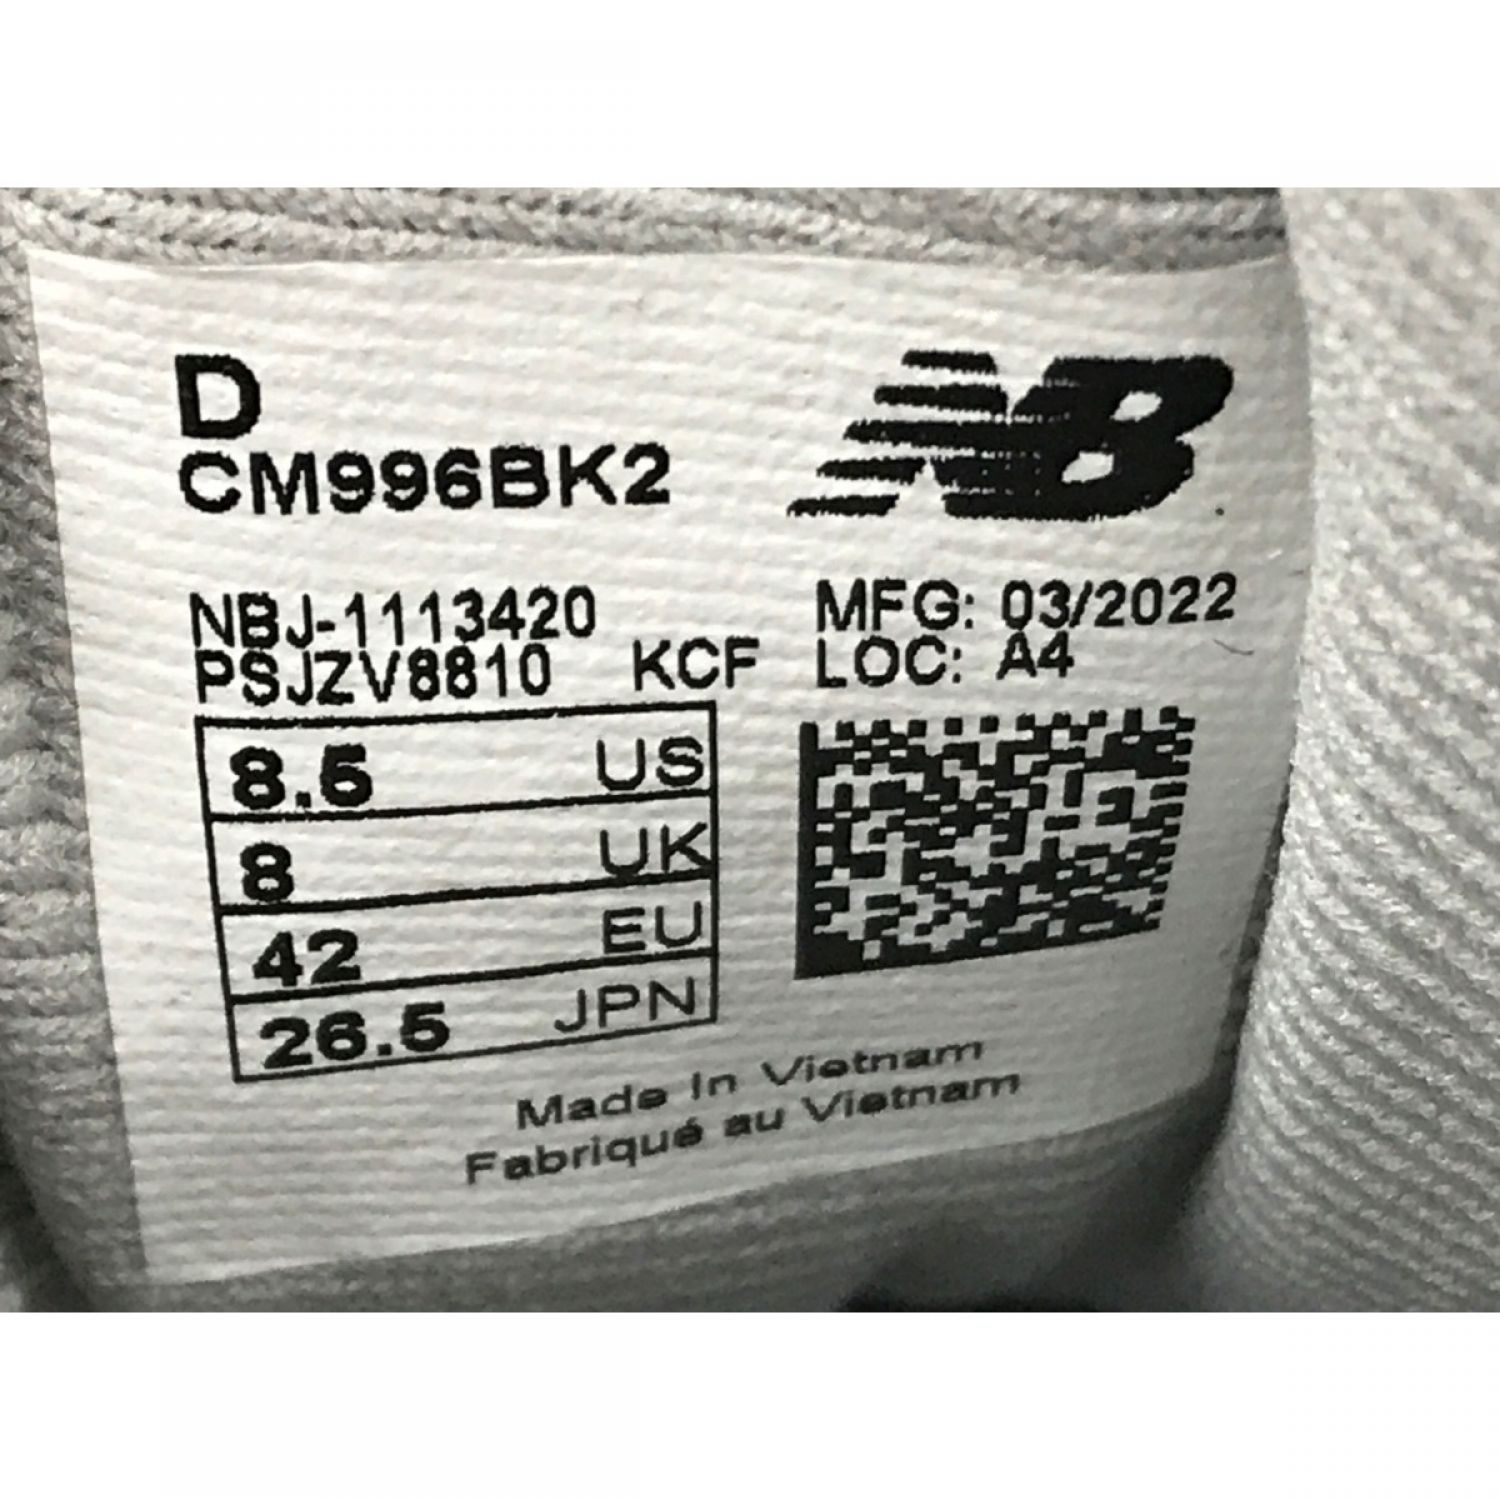 D
CM996BK2
NB
NBJ-1113420
PSJZV8810 KCF
MFG: 03/2022
LOC: A4
8.5 US
8 UK
42 EU
26.5 JPN
Made In Vietnam
Fabriqué au Vietnam